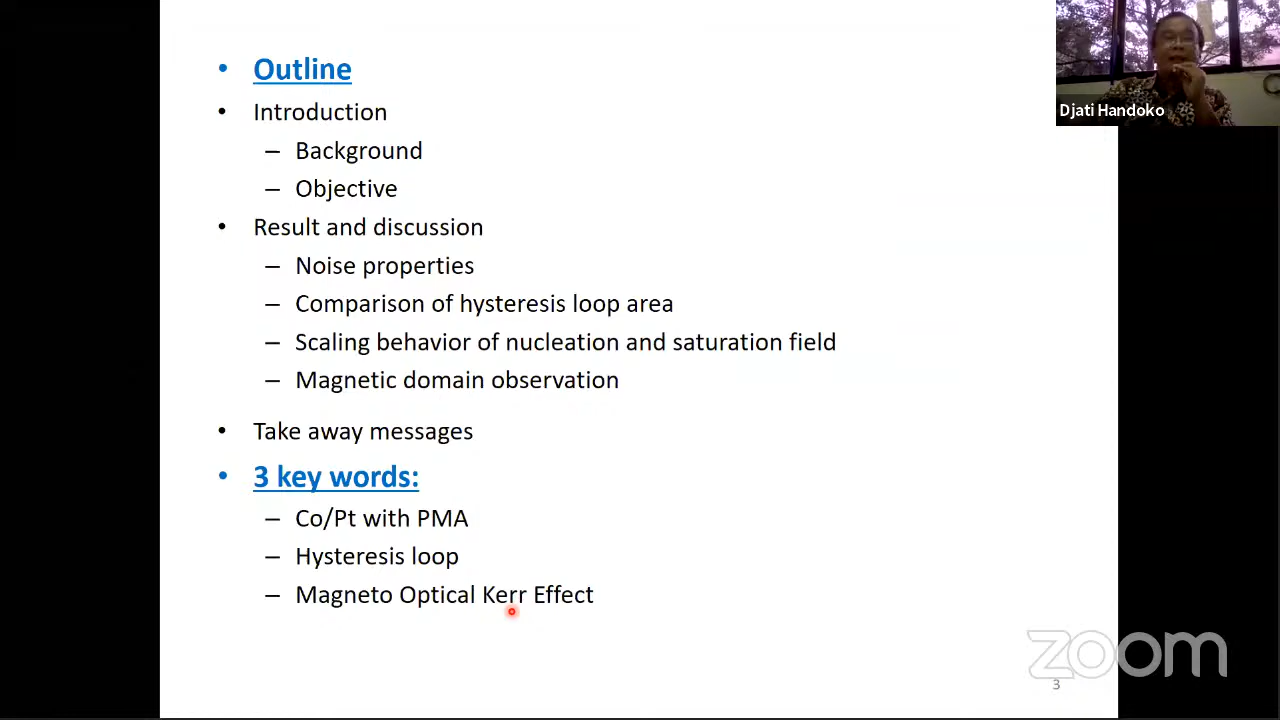 • Outline
• Introduction
– Background
– Objective
• Result and discussion
– Noise properties
– Comparison of hysteresis loop area
– Scaling behavior of nucleation and saturation field
– Magnetic domain observation
• Take away messages
• 3 key words:
– Co/Pt with PMA
– Hysteresis loop
– Magneto Optical Kerr Effect
Djati Handoko
zoom
3